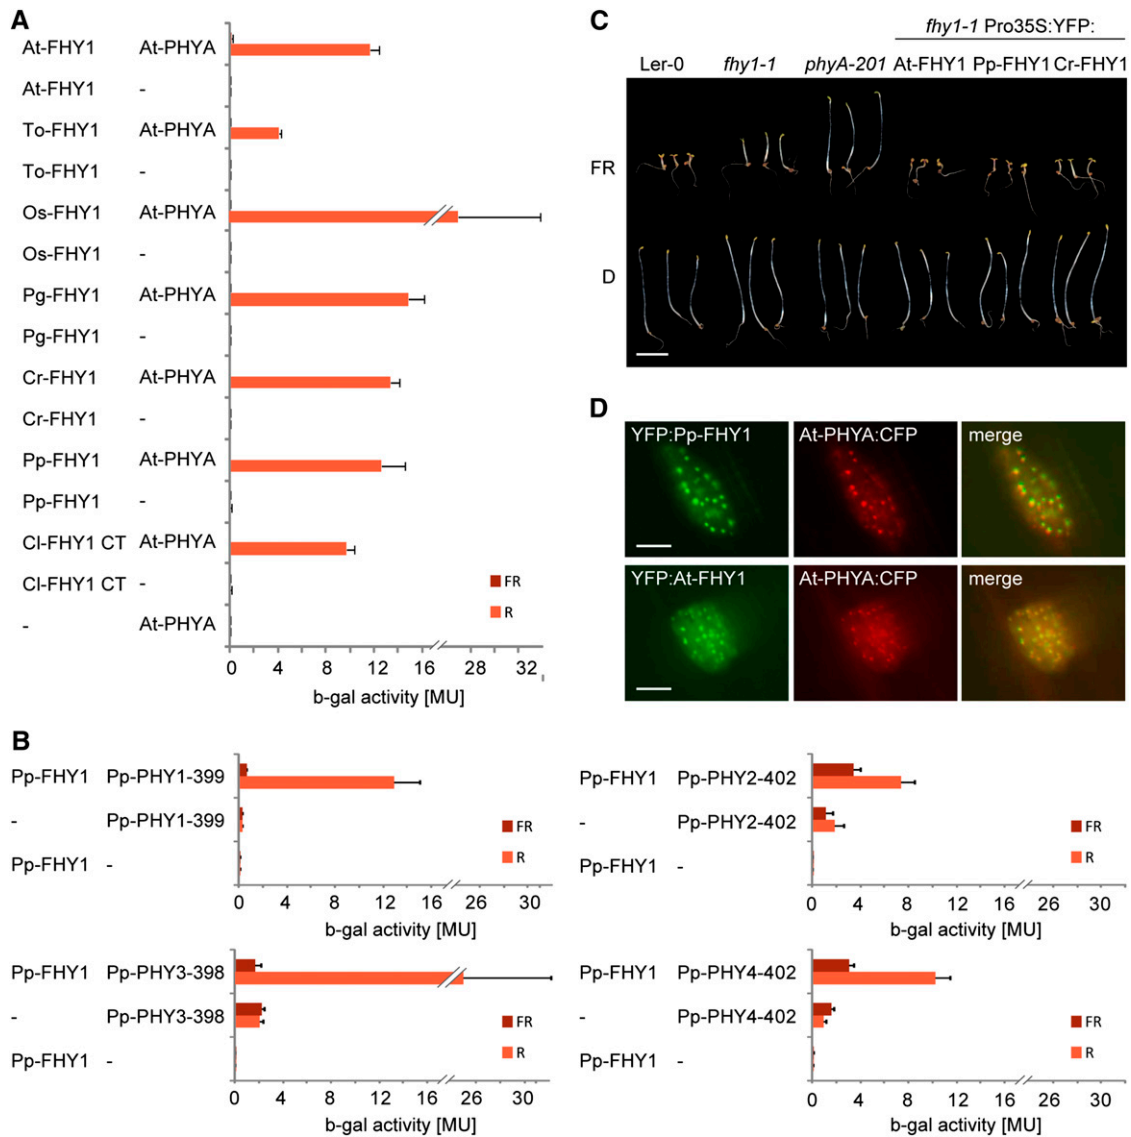 A
At-FHY1 At-PHYA
At-FHY1 -
To-FHY1 At-PHYA
To-FHY1 -
Os-FHY1 At-PHYA
Os-FHY1 -
Pg-FHY1 At-PHYA
Pg-FHY1 -
Cr-FHY1 At-PHYA
Cr-FHY1 -
Pp-FHY1 At-PHYA
Pp-FHY1 -
Cl-FHY1 CT At-PHYA
Cl-FHY1 CT -
- At-PHYA
FR
R
0 4 8 12 16 28 32
b-gal activity [MU]
C
fhy1-1 Pro35S:YFP:
Ler-0 fhy1-1 phyA-201 At-FHY1 Pp-FHY1 Cr-FHY1
FR
D
D
YFP:Pp-FHY1 At-PHYA:CFP merge
YFP:At-FHY1 At-PHYA:CFP merge
B
Pp-FHY1 Pp-PHY1-399
- Pp-PHY1-399
Pp-FHY1 -
FR
R
0 4 8 12 16 26 30
b-gal activity [MU]
Pp-FHY1 Pp-PHY2-402
- Pp-PHY2-402
Pp-FHY1 -
FR
R
0 4 8 12 16 26 30
b-gal activity [MU]
Pp-FHY1 Pp-PHY3-398
- Pp-PHY3-398
Pp-FHY1 -
FR
R
0 4 8 12 16 26 30
b-gal activity [MU]
Pp-FHY1 Pp-PHY4-402
- Pp-PHY4-402
Pp-FHY1 -
FR
R
0 4 8 12 16 26 30
b-gal activity [MU]